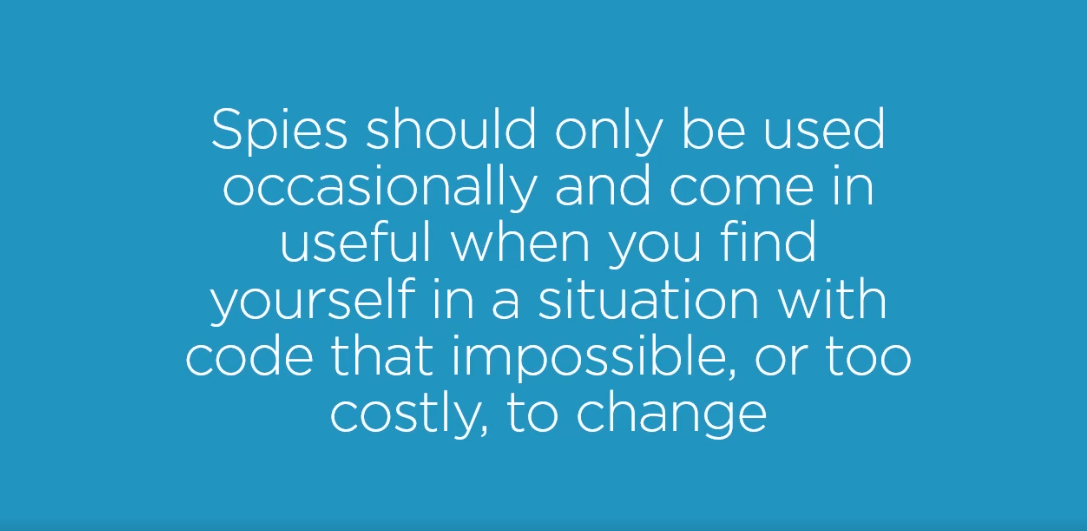 Spies should only be used
occasionally and come in
useful when you find
yourself in a situation with
code that impossible, or too
costly, to change